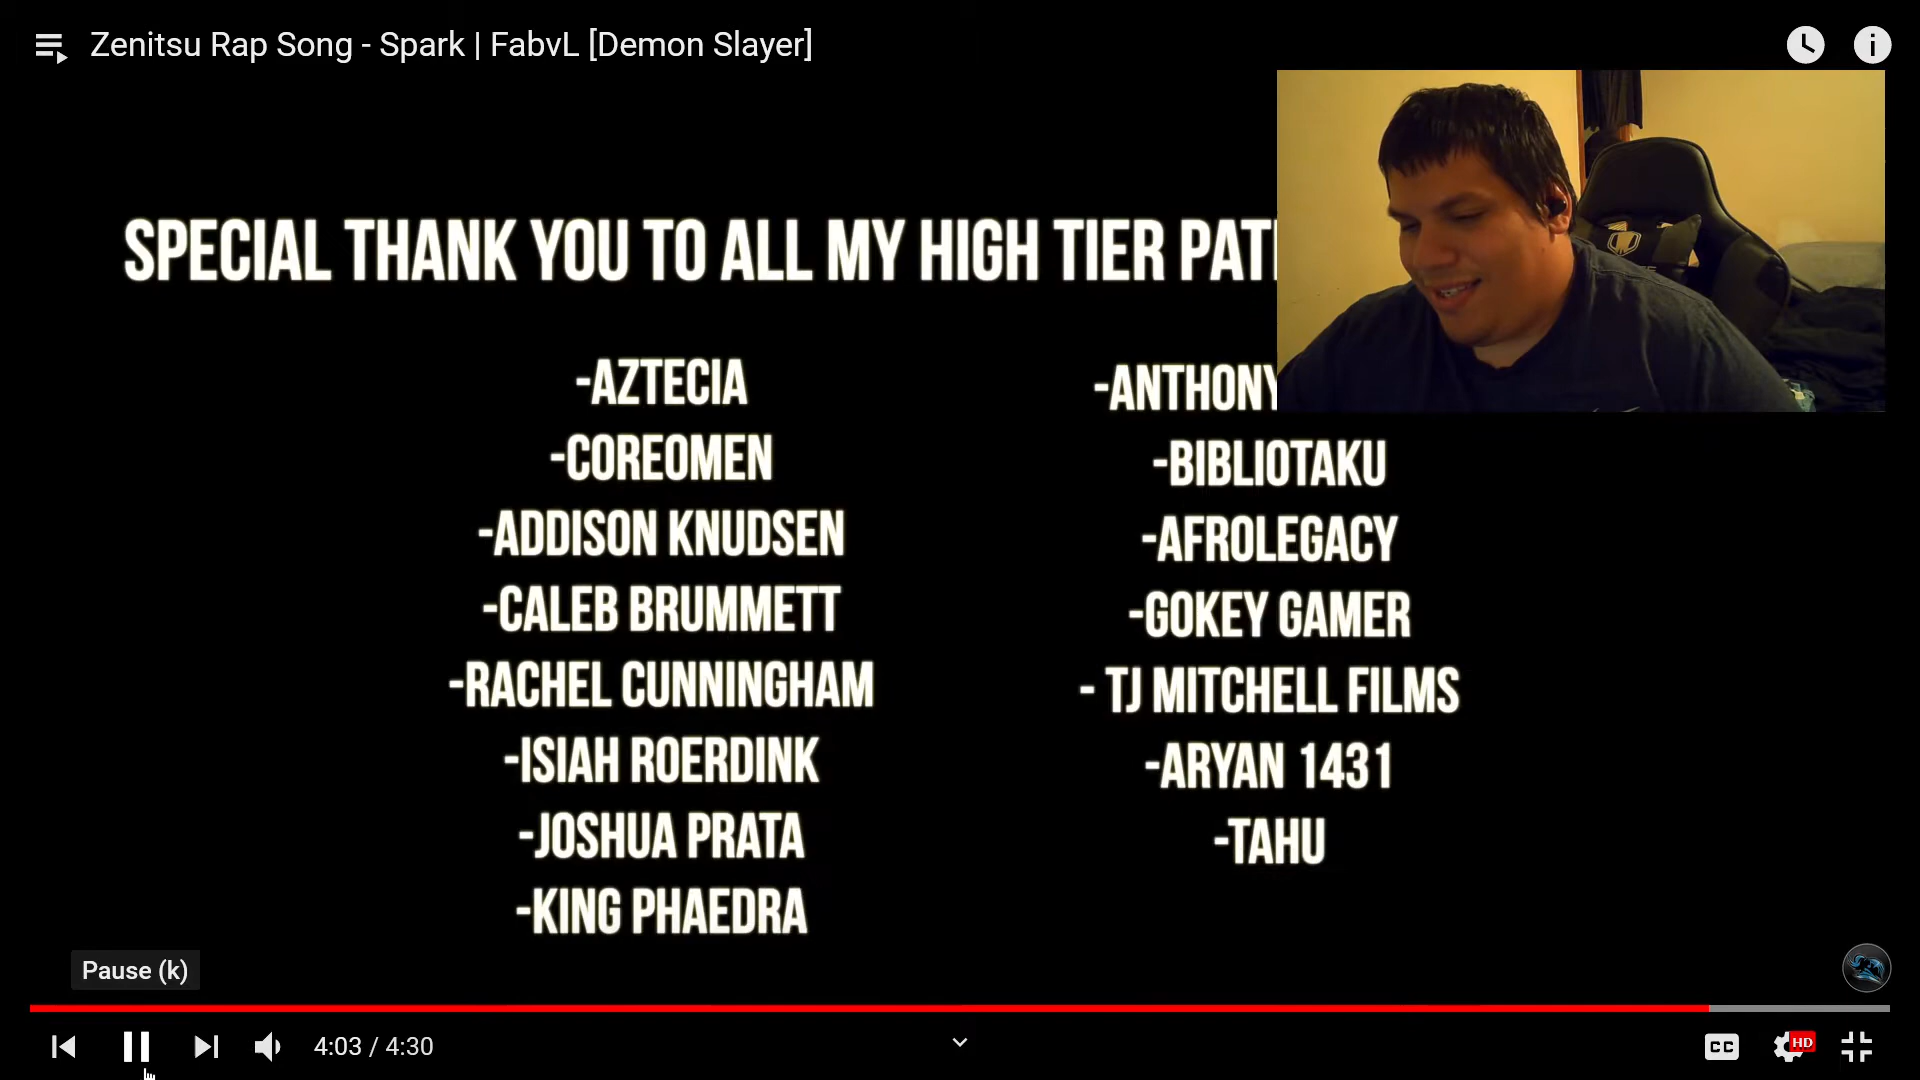 Zenitsu Rap Song - Spark | FabvL [Demon Slayer]
SPECIAL THANK YOU TO ALL MY HIGH TIER
-AZTECIA
-COREOMEN
-ADDISON KNUDSEN
-CALEB BRUMMETT
-RACHEL CUNNINGHAM
-ISIAH ROERDINK
-JOSHUA PRATA
-KING PHAEDRA
-ANTHONY
-BIBLIOTAKU
-AFROLEGACY
-GOKEY GAMER
- TJ MITCHELL FILMS
-ARYAN 1431
-TAHU
Pause (k)
4:03 / 4:30
CC
HD